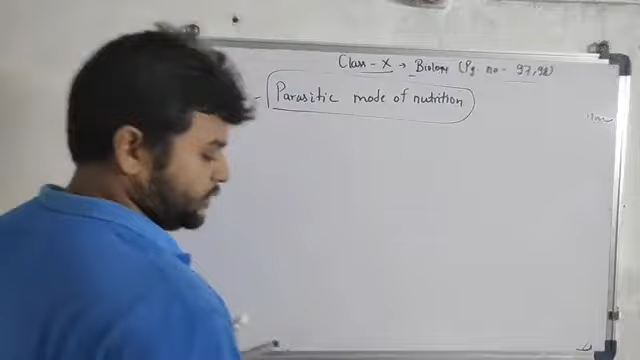 Class - X → Biology (Pg. no - 97,98)
Parasitic mode of nutrition